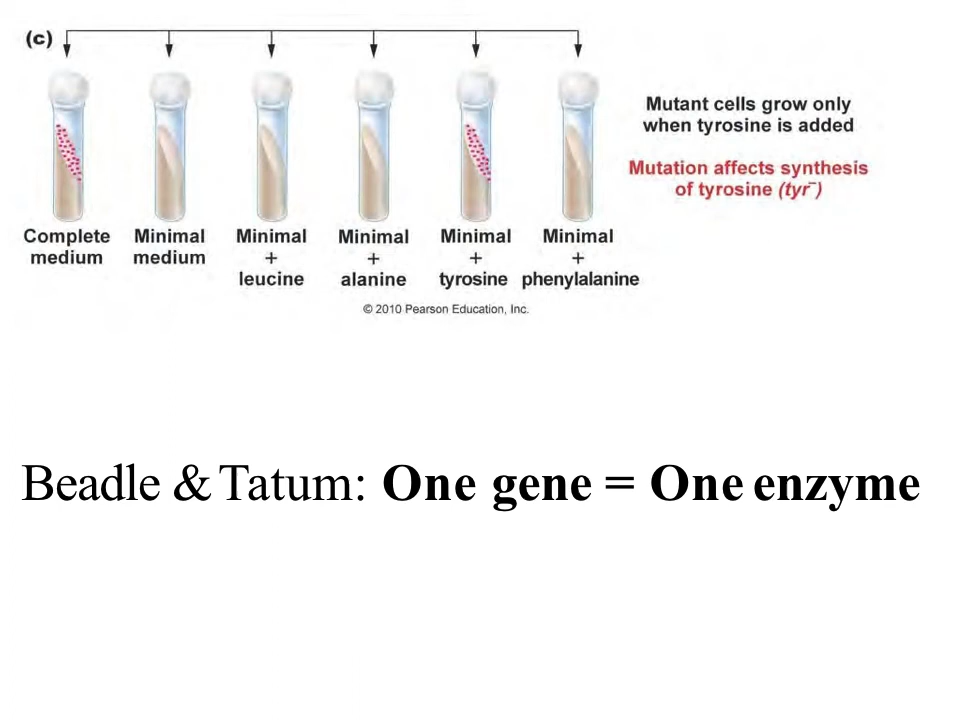 (c)
Mutant cells grow only
when tyrosine is added
Mutation affects synthesis
of tyrosine (tyr⁻)
Complete
medium
Minimal
medium
Minimal
+
leucine
Minimal
+
alanine
Minimal
+
tyrosine
Minimal
+
phenylalanine
© 2010 Pearson Education, Inc.
Beadle & Tatum: One gene = One enzyme